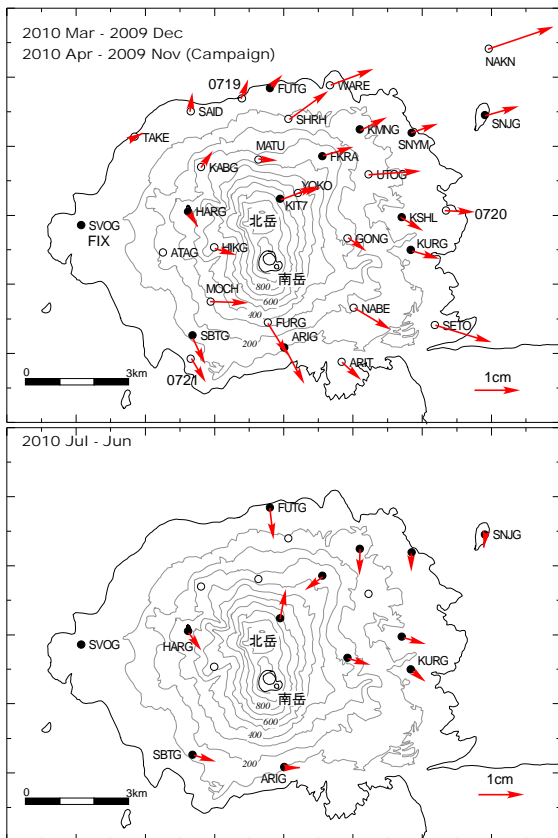 2010 Mar - 2009 Dec
2010 Apr - 2009 Nov (Campaign)
NAKN
0719
FUTG
WARE
SAID
SHRH
SNJG
KMNG
SNYM
TAKE
MATU
FKRA
KABG
UTOG
YOKO
KIT7
HARG
0720
KSHL
SVOG
FIX
北岳
GONG
KURG
ATAG
HIKG
南岳
800
MOCH
600
NABE
400
FURG
SETO
SBTG
ARIG
200
ARIT
0721
0
3km
1cm
2010 Jul - Jun
FUTG
SNJG
SVOG
HARG
北岳
KURG
南岳
800
600
400
SBTG
200
ARIG
0
3km
1cm